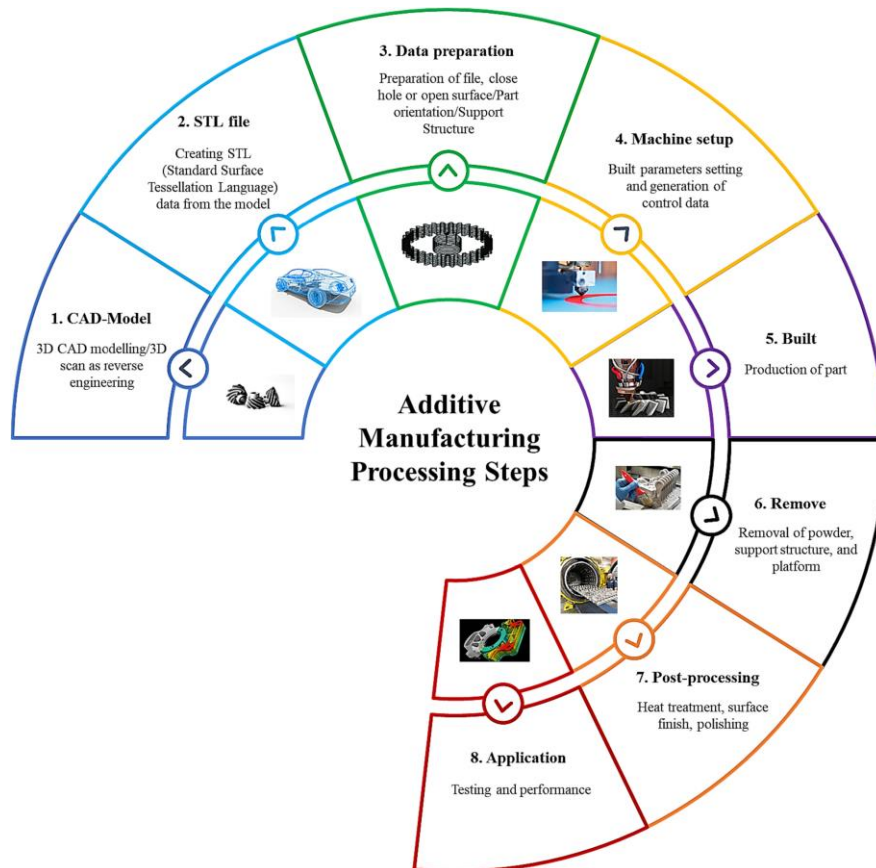 3. Data preparation
Preparation of file, close
hole or open surface/Part
orientation/Support
Structure
2. STL file
Creating STL
(Standard Surface
Tessellation Language)
data from the model
4. Machine setup
Built parameters setting
and generation of
control data
1. CAD-Model
3D CAD modelling/3D
scan as reverse
engineering
5. Built
Production of part
Additive
Manufacturing
Processing Steps
6. Remove
Removal of powder,
support structure, and
platform
7. Post-processing
Heat treatment, surface
finish, polishing
8. Application
Testing and performance